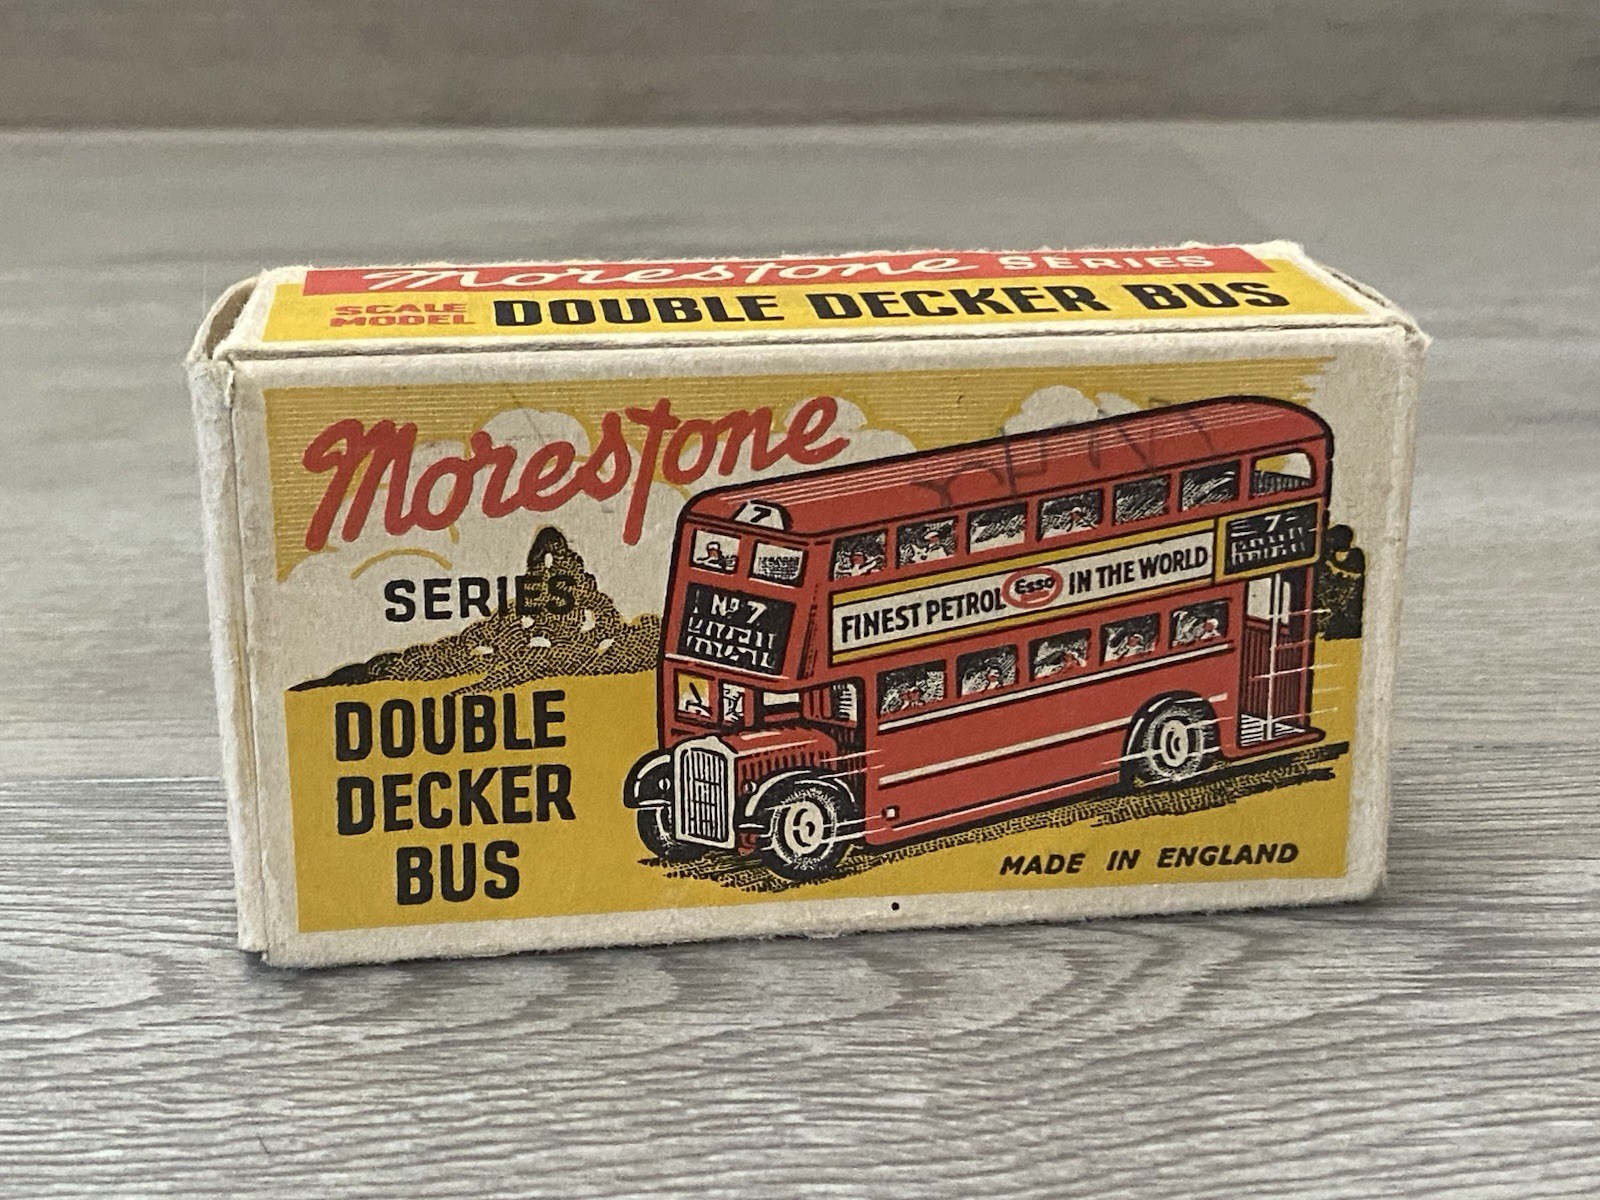 Morestone SERIES
SCALE MODEL DOUBLE DECKER BUS
Morestone
SERIES
DOUBLE
DECKER
BUS
7
Nº 7
FINEST PETROL Esso IN THE WORLD
7
MADE IN ENGLAND